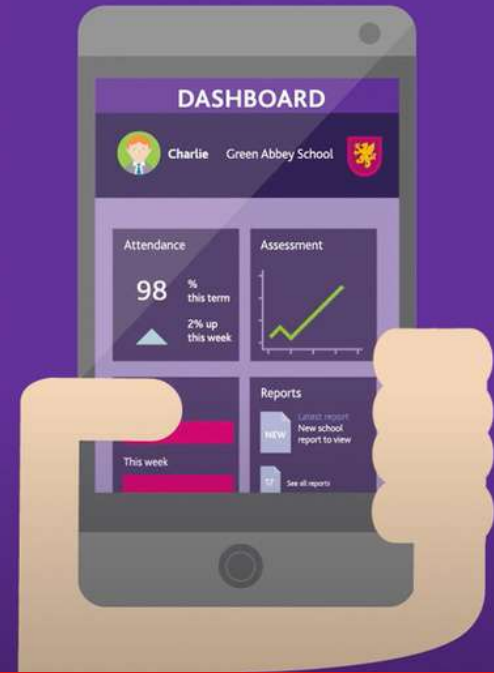 DASHBOARD
Charlie Green Abbey School
Attendance
98 %
this term
2% up
this week
Assessment
This week
Reports
NEW
Latest report
New school
report to view
See all reports